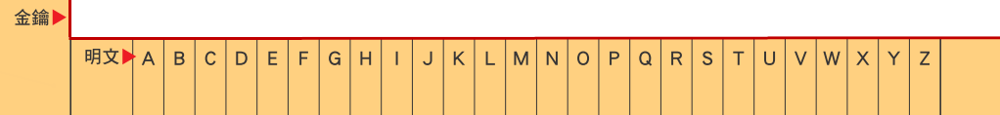 金鑰
明文 A B C D E F G H I J K L M N O P Q R S T U V W X Y Z